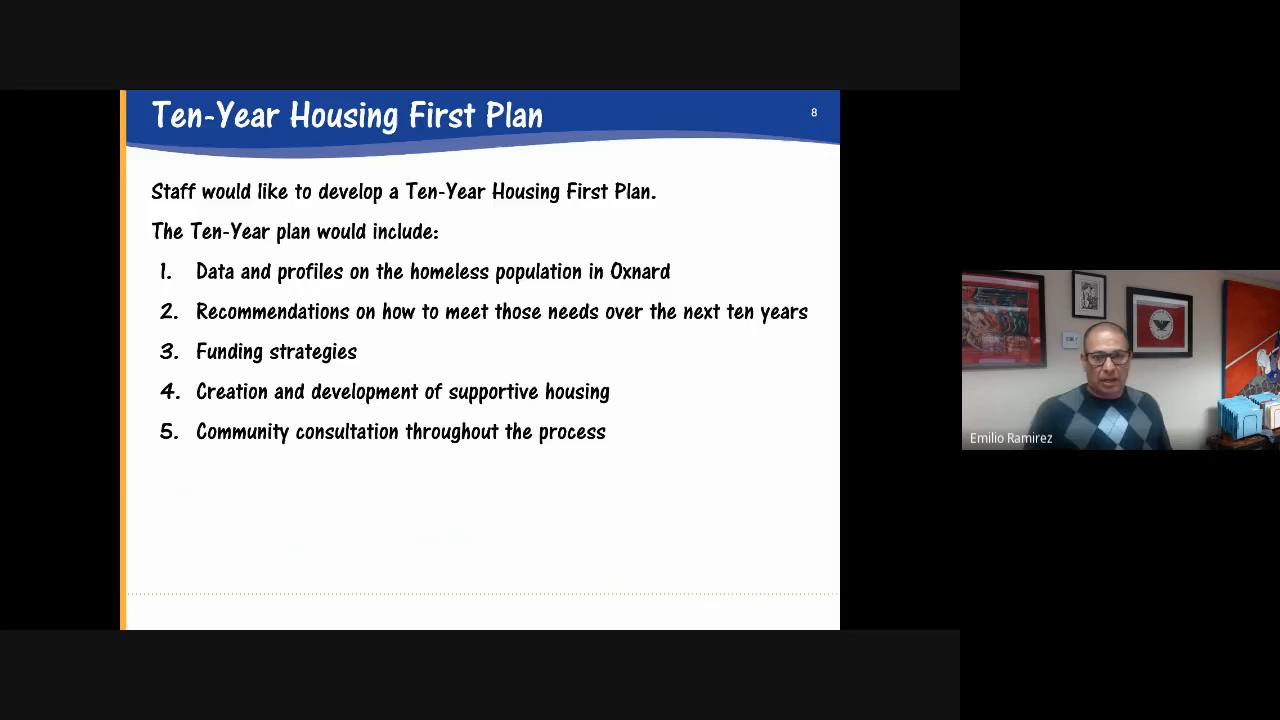 Ten-Year Housing First Plan
8
Staff would like to develop a Ten-Year Housing First Plan.
The Ten-Year plan would include:
1. Data and profiles on the homeless population in Oxnard
2. Recommendations on how to meet those needs over the next ten years
3. Funding strategies
4. Creation and development of supportive housing
5. Community consultation throughout the process
Emilio Ramirez